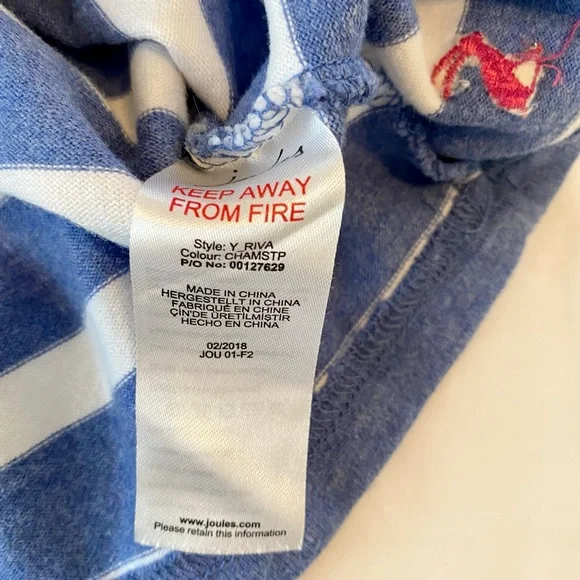 Joules
KEEP AWAY
FROM FIRE
Style: Y_RIVA
Colour: CHAMSTP
P/O No: 00127629
MADE IN CHINA
HERGESTELLT IN CHINA
FABRIQUÉ EN CHINE
ÇİN'DE ÜRETİLMİŞTİR
HECHO EN CHINA
02/2018
JOU 01-F2
www.joules.com
Please retain this information